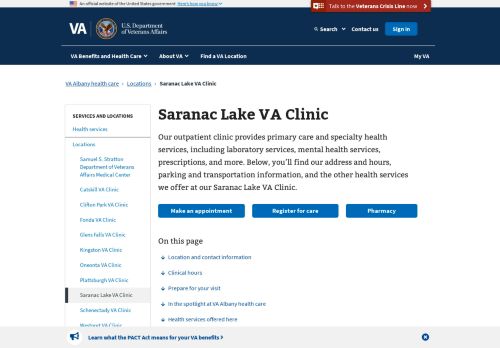 An official website of the United States government Here's how you know
Talk to the Veterans Crisis Line now
VA
U.S. Department
of Veterans Affairs
Search
Contact us
Sign in
VA Benefits and Health Care
About VA
Find a VA Location
My VA
VA Albany health care › Locations › Saranac Lake VA Clinic
SERVICES AND LOCATIONS
Health services
Locations
Samuel S. Stratton
Department of Veterans
Affairs Medical Center
Catskill VA Clinic
Clifton Park VA Clinic
Fonda VA Clinic
Glens Falls VA Clinic
Kingston VA Clinic
Oneonta VA Clinic
Plattsburgh VA Clinic
Saranac Lake VA Clinic
Schenectady VA Clinic
Westport VA Clinic
Saranac Lake VA Clinic
Our outpatient clinic provides primary care and specialty health
services, including laboratory services, mental health services,
prescriptions, and more. Below, you'll find our address and hours,
parking and transportation information, and the other health services
we offer at our Saranac Lake VA Clinic.
Make an appointment
Register for care
Pharmacy
On this page
Location and contact information
Clinical hours
Prepare for your visit
In the spotlight at VA Albany health care
Health services offered here
Learn what the PACT Act means for your VA benefits